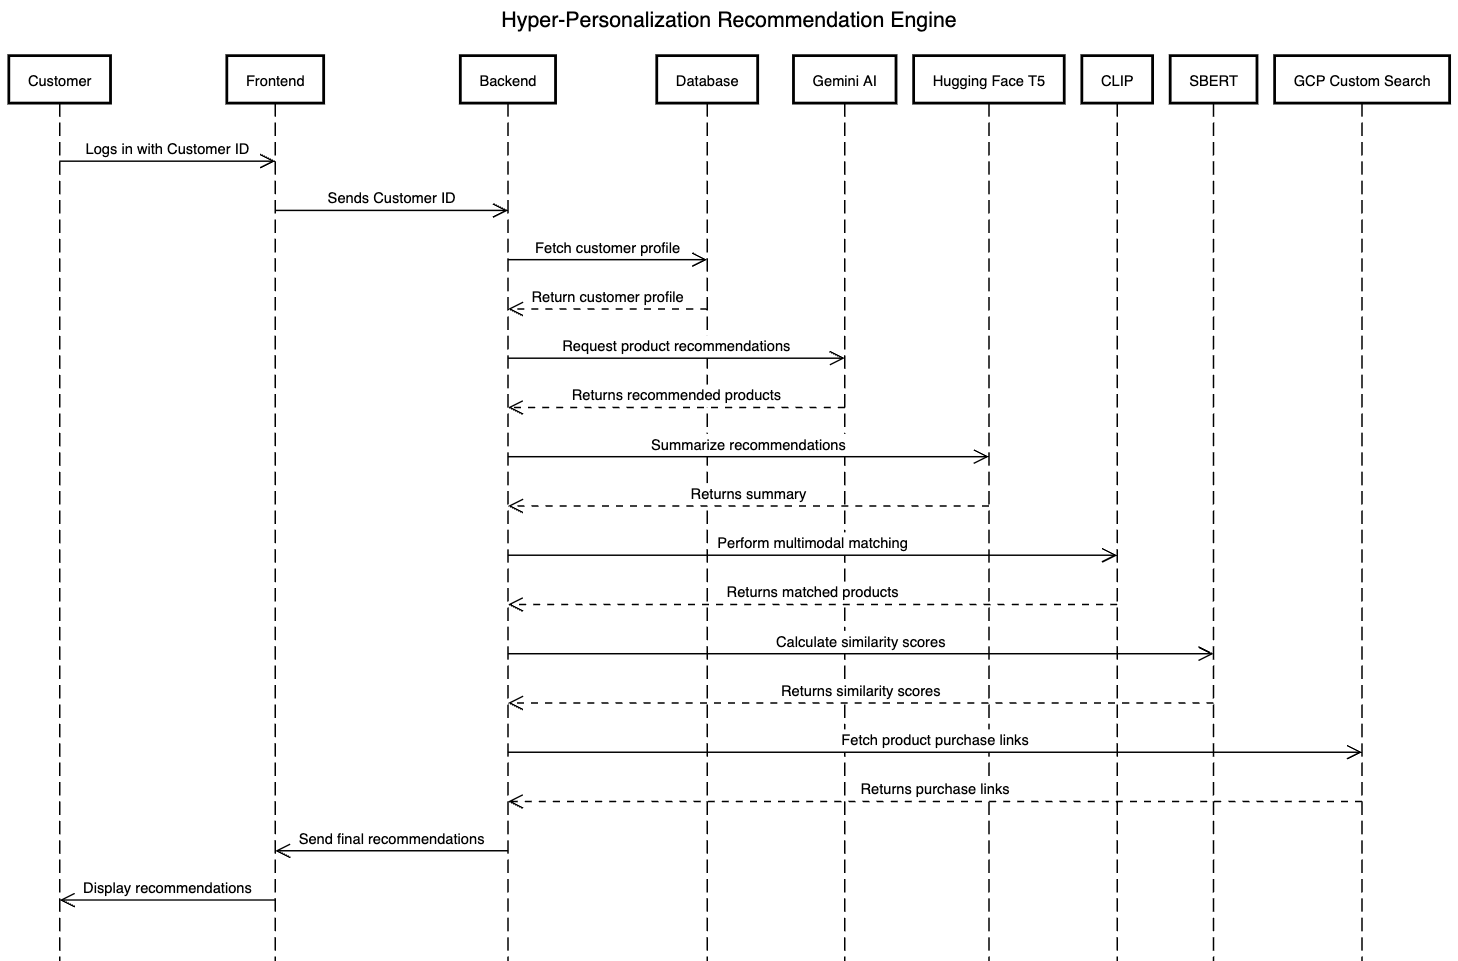 Hyper-Personalization Recommendation Engine
Customer
Frontend
Backend
Database
Gemini AI
Hugging Face T5
CLIP
SBERT
GCP Custom Search
Logs in with Customer ID
Sends Customer ID
Fetch customer profile
Return customer profile
Request product recommendations
Returns recommended products
Summarize recommendations
Returns summary
Perform multimodal matching
Returns matched products
Calculate similarity scores
Returns similarity scores
Fetch product purchase links
Returns purchase links
Send final recommendations
Display recommendations